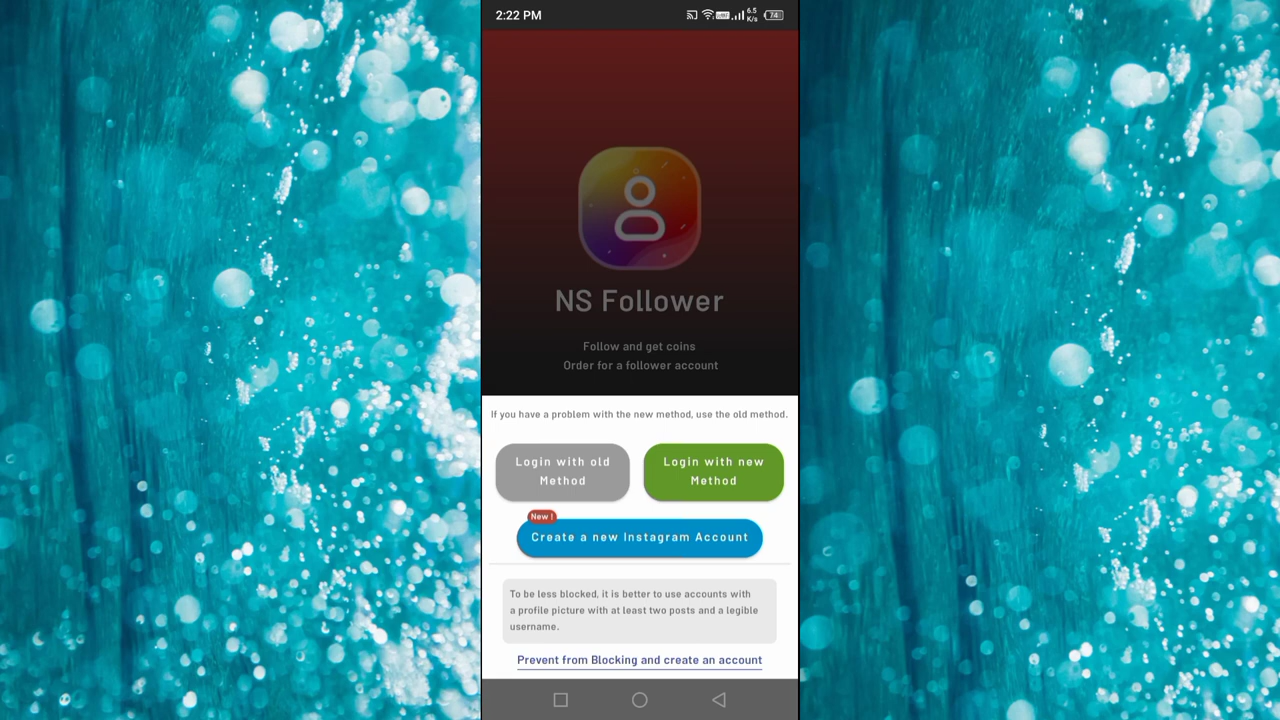 2:22 PM
6.5
K/s
74
NS Follower
Follow and get coins
Order for a follower account
If you have a problem with the new method, use the old method.
Login with old
Method
Login with new
Method
New !
Create a new Instagram Account
To be less blocked, it is better to use accounts with
a profile picture with at least two posts and a legible
username.
Prevent from Blocking and create an account